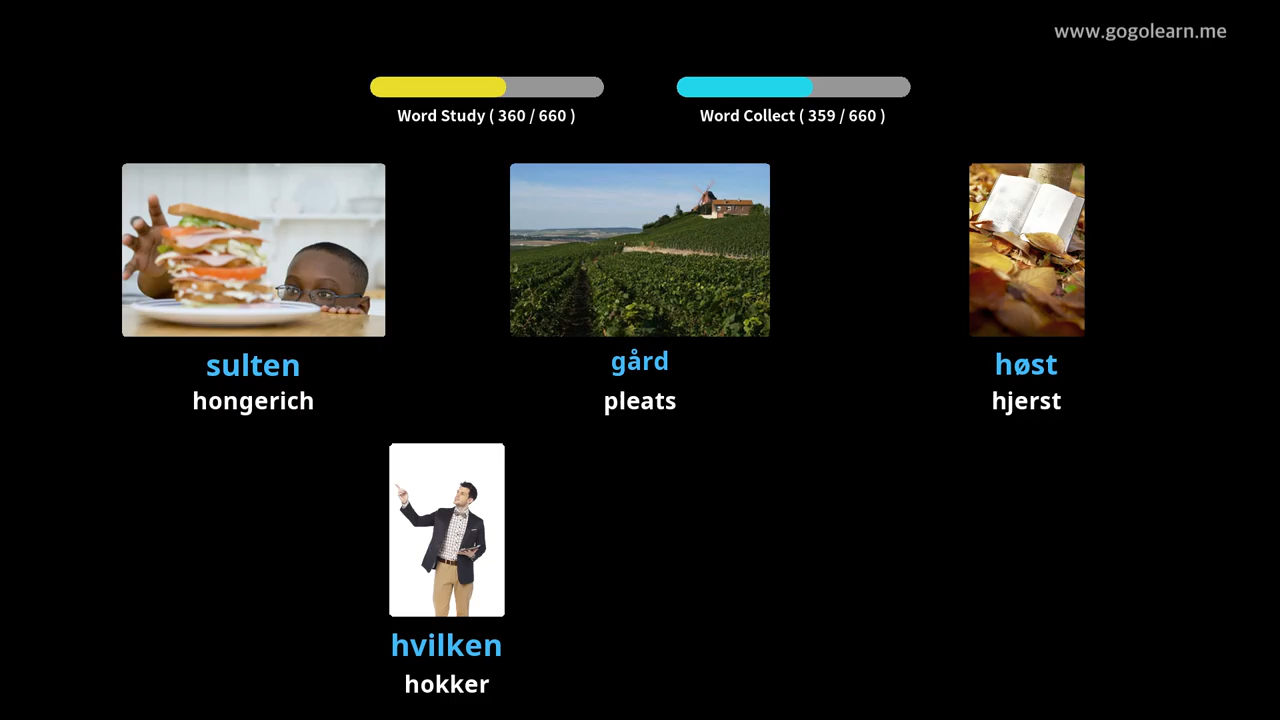 www.gogolearn.me
Word Study ( 360 / 660 )
Word Collect ( 359 / 660 )
sulten
hongerich
gård
pleats
høst
hjerst
hvilken
hokker